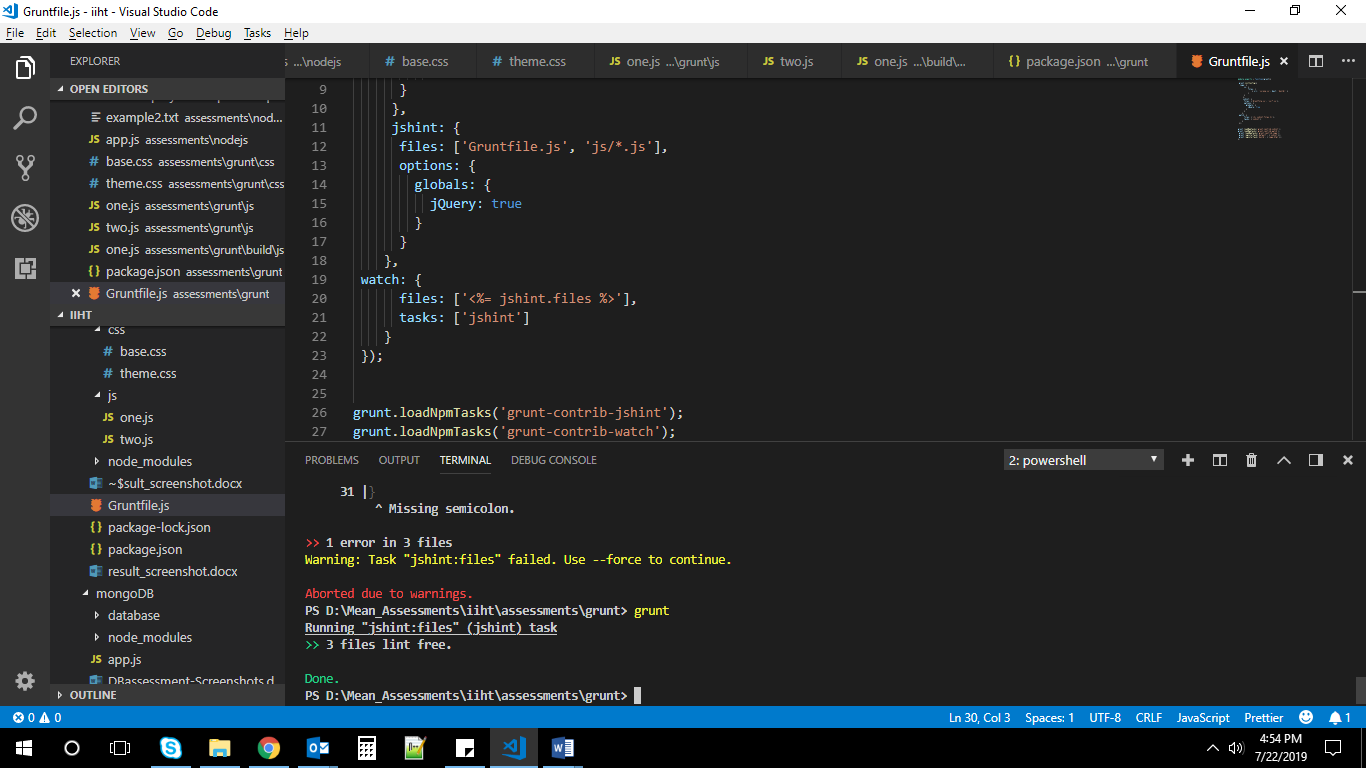 Gruntfile.js - iiht - Visual Studio Code
File Edit Selection View Go Debug Tasks Help
EXPLORER
...\nodejs
# base.css
# theme.css
JS one.js ...\grunt\js
JS two.js
JS one.js ...\build\...
{} package.json ...\grunt
Gruntfile.js ×
OPEN EDITORS
example2.txt assessments\nod...
JS app.js assessments\nodejs
# base.css assessments\grunt\css
# theme.css assessments\grunt\css
JS one.js assessments\grunt\js
JS two.js assessments\grunt\js
JS one.js assessments\grunt\build\js
{} package.json assessments\grunt
× Gruntfile.js assessments\grunt
IIHT
css
# base.css
# theme.css
js
JS one.js
JS two.js
node_modules
~$sult_screenshot.docx
Gruntfile.js
{} package-lock.json
{} package.json
result_screenshot.docx
mongoDB
database
node_modules
JS app.js
DBassessment-Screenshots.d
OUTLINE
9 }
10 },
11 jshint: {
12 files: ['Gruntfile.js', 'js/*.js'],
13 options: {
14 globals: {
15 jQuery: true
16 }
17 }
18 },
19 watch: {
20 files: ['<%= jshint.files %>'],
21 tasks: ['jshint']
22 }
23 });
24
25
26 grunt.loadNpmTasks('grunt-contrib-jshint');
27 grunt.loadNpmTasks('grunt-contrib-watch');
PROBLEMS OUTPUT TERMINAL DEBUG CONSOLE
2: powershell
31 |}
^ Missing semicolon.
>> 1 error in 3 files
Warning: Task "jshint:files" failed. Use --force to continue.
Aborted due to warnings.
PS D:\Mean_Assessments\iiht\assessments\grunt> grunt
Running "jshint:files" (jshint) task
>> 3 files lint free.
Done.
PS D:\Mean_Assessments\iiht\assessments\grunt>
0 0
Ln 30, Col 3 Spaces: 1 UTF-8 CRLF JavaScript Prettier 1
4:54 PM
7/22/2019